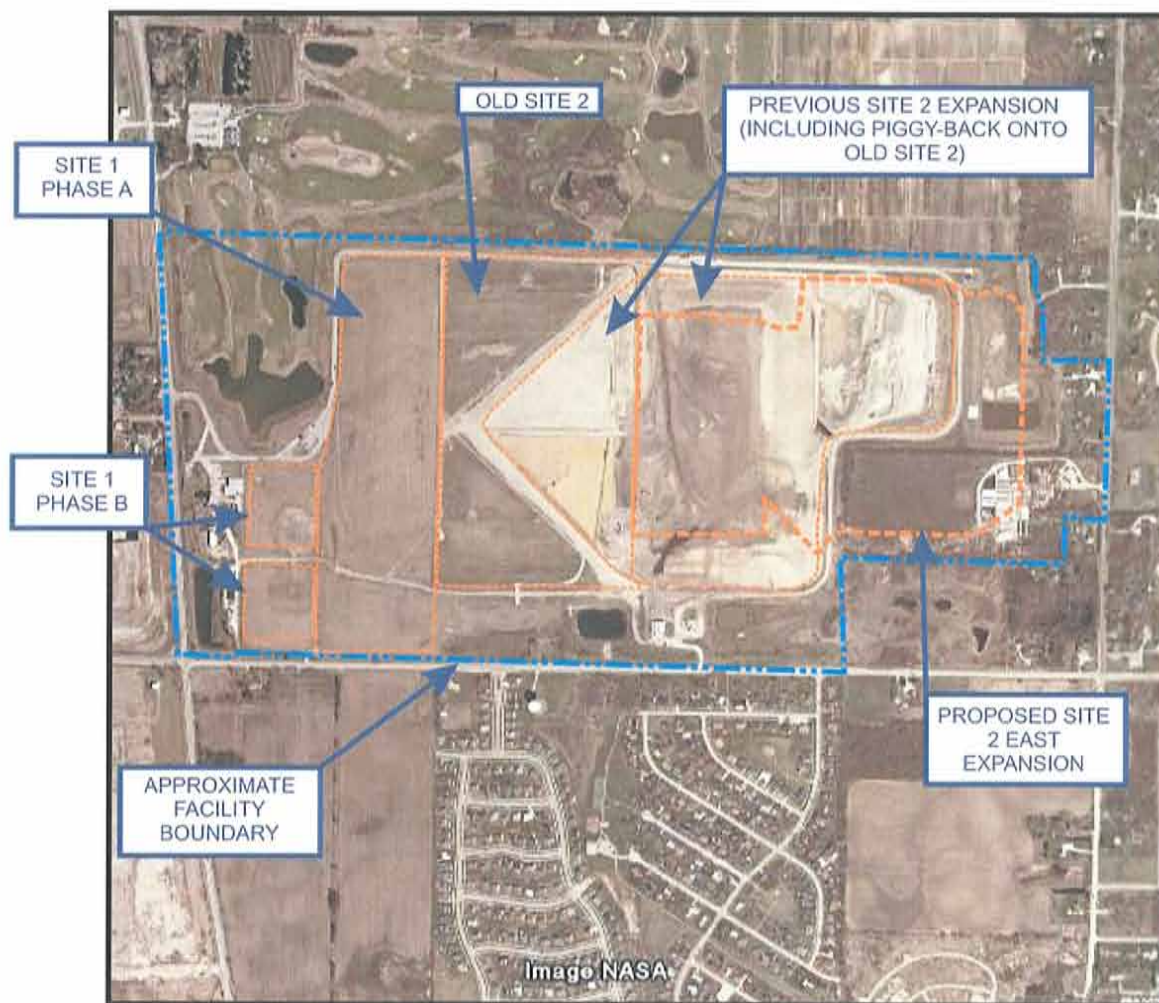 OLD SITE 2
PREVIOUS SITE 2 EXPANSION
(INCLUDING PIGGY-BACK ONTO
OLD SITE 2)
SITE 1
PHASE A
SITE 1
PHASE B
PROPOSED SITE
2 EAST
EXPANSION
APPROXIMATE
FACILITY
BOUNDARY
Image NASA